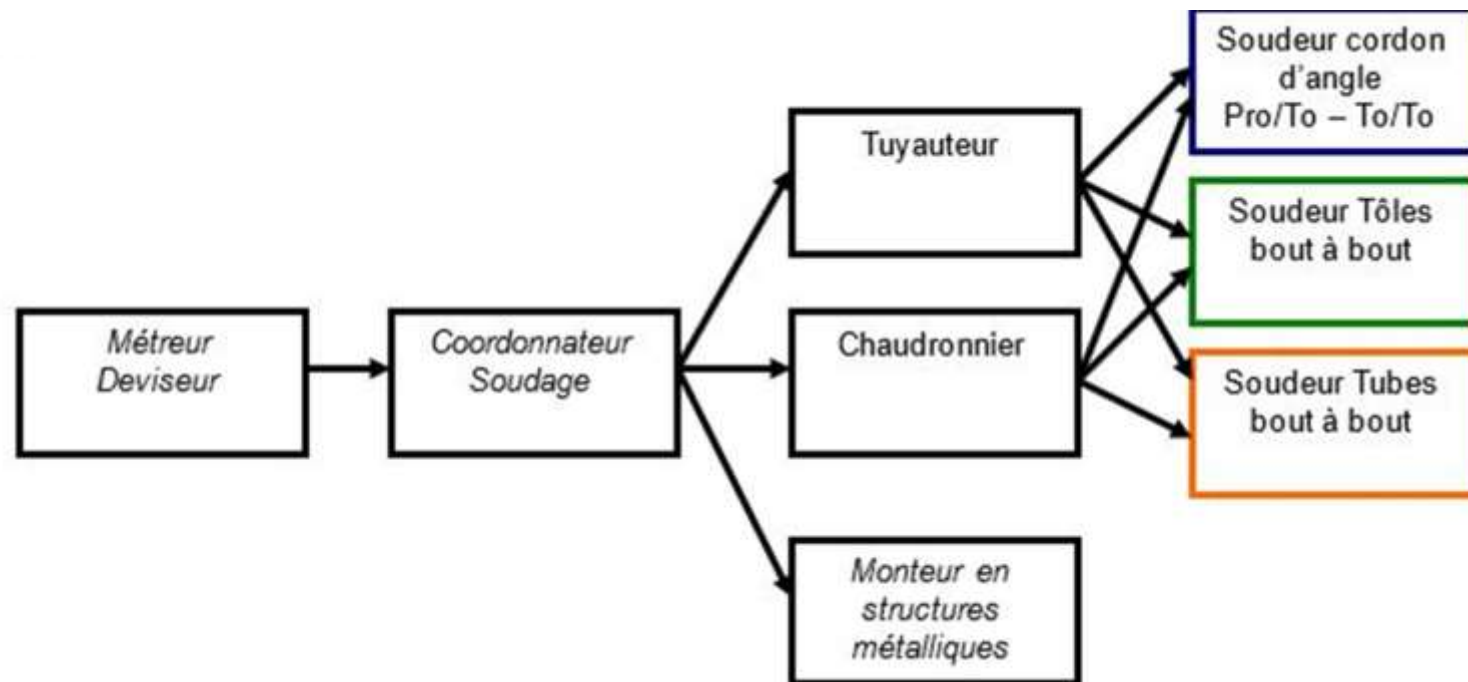 Métreur
Deviseur
Coordonnateur
Soudage
Tuyauteur
Chaudronnier
Monteur en
structures
métalliques
Soudeur cordon
d'angle
Pro/To – To/To
Soudeur Tôles
bout à bout
Soudeur Tubes
bout à bout